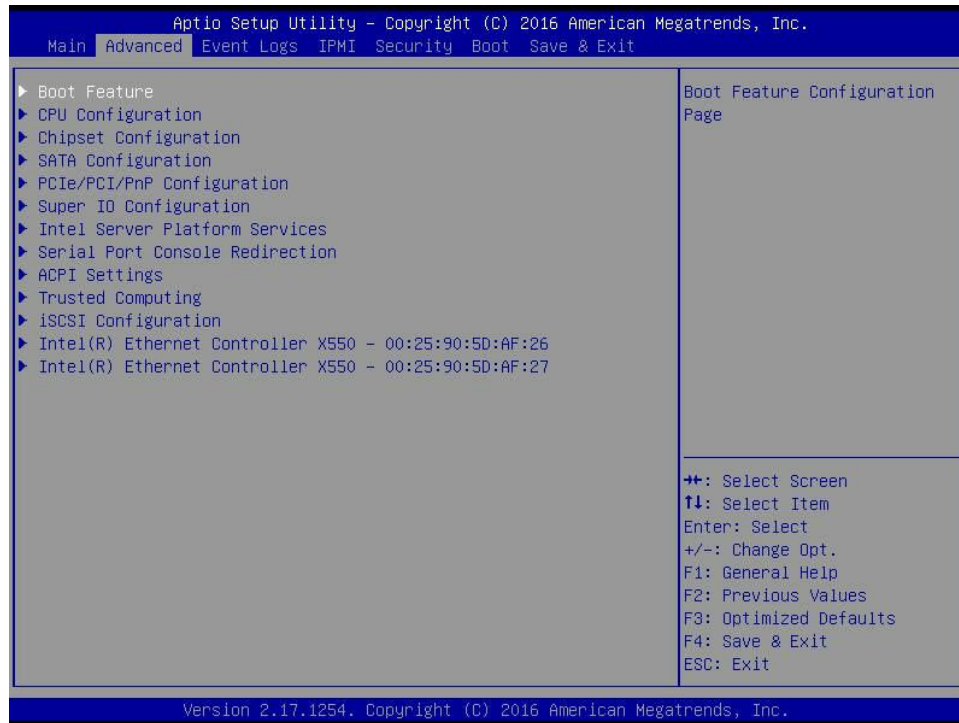 Aptio Setup Utility – Copyright (C) 2016 American Megatrends, Inc.
Main Advanced Event Logs IPMI Security Boot Save & Exit
▶ Boot Feature
▶ CPU Configuration
▶ Chipset Configuration
▶ SATA Configuration
▶ PCIe/PCI/PnP Configuration
▶ Super IO Configuration
▶ Intel Server Platform Services
▶ Serial Port Console Redirection
▶ ACPI Settings
▶ Trusted Computing
▶ iSCSI Configuration
▶ Intel(R) Ethernet Controller X550 – 00:25:90:5D:AF:26
▶ Intel(R) Ethernet Controller X550 – 00:25:90:5D:AF:27
Boot Feature Configuration
Page
→←: Select Screen
↑↓: Select Item
Enter: Select
+/-: Change Opt.
F1: General Help
F2: Previous Values
F3: Optimized Defaults
F4: Save & Exit
ESC: Exit
Version 2.17.1254. Copyright (C) 2016 American Megatrends, Inc.